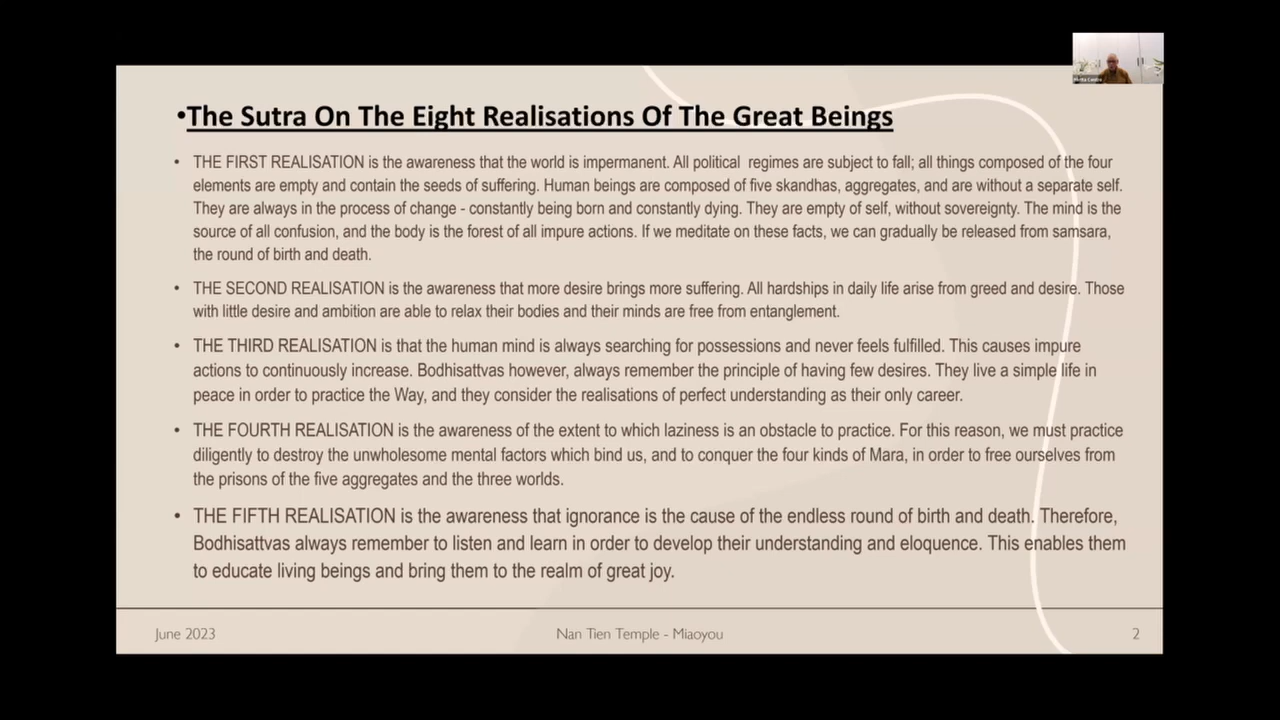 •The Sutra On The Eight Realisations Of The Great Beings
• THE FIRST REALISATION is the awareness that the world is impermanent. All political regimes are subject to fall; all things composed of the four
elements are empty and contain the seeds of suffering. Human beings are composed of five skandhas, aggregates, and are without a separate self.
They are always in the process of change - constantly being born and constantly dying. They are empty of self, without sovereignty. The mind is the
source of all confusion, and the body is the forest of all impure actions. If we meditate on these facts, we can gradually be released from samsara,
the round of birth and death.
• THE SECOND REALISATION is the awareness that more desire brings more suffering. All hardships in daily life arise from greed and desire. Those
with little desire and ambition are able to relax their bodies and their minds are free from entanglement.
• THE THIRD REALISATION is that the human mind is always searching for possessions and never feels fulfilled. This causes impure
actions to continuously increase. Bodhisattvas however, always remember the principle of having few desires. They live a simple life in
peace in order to practice the Way, and they consider the realisations of perfect understanding as their only career.
• THE FOURTH REALISATION is the awareness of the extent to which laziness is an obstacle to practice. For this reason, we must practice
diligently to destroy the unwholesome mental factors which bind us, and to conquer the four kinds of Mara, in order to free ourselves from
the prisons of the five aggregates and the three worlds.
• THE FIFTH REALISATION is the awareness that ignorance is the cause of the endless round of birth and death. Therefore,
Bodhisattvas always remember to listen and learn in order to develop their understanding and eloquence. This enables them
to educate living beings and bring them to the realm of great joy.
June 2023
Nan Tien Temple - Miaoyou
2